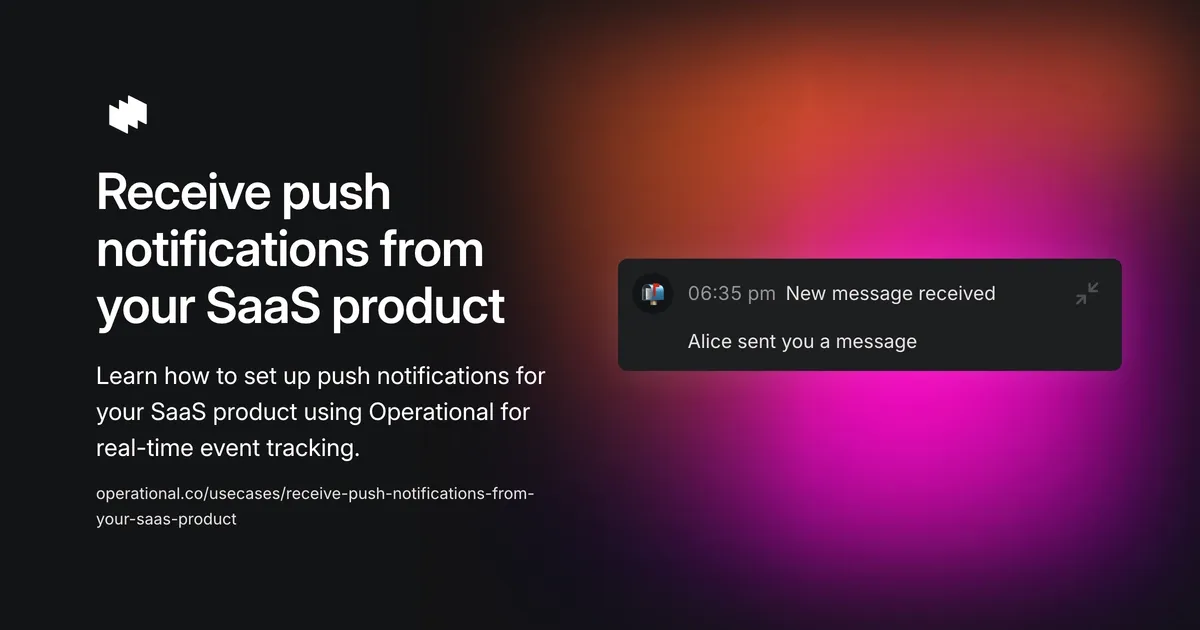 Receive push
notifications from
your SaaS product
Learn how to set up push notifications for
your SaaS product using Operational for
real-time event tracking.
operational.co/usecases/receive-push-notifications-from-
your-saas-product
06:35 pm New message received
Alice sent you a message